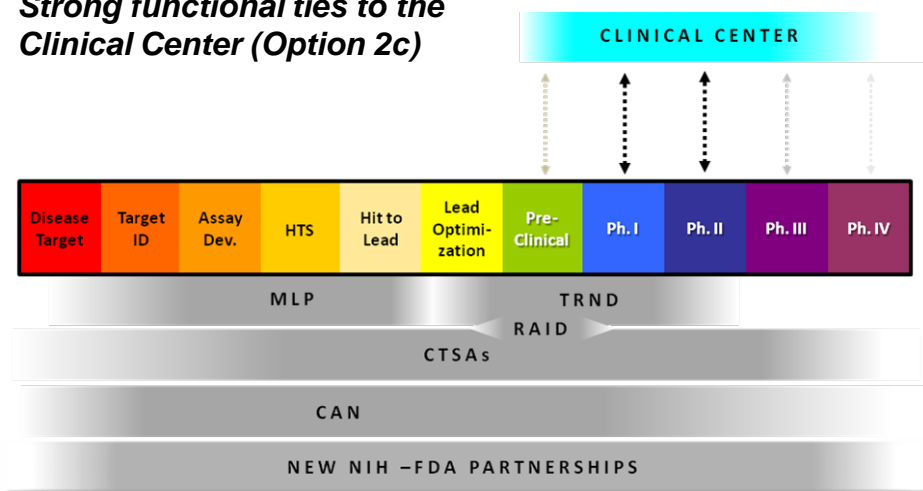 Strong functional ties to the
Clinical Center (Option 2c)
CLINICAL CENTER
Disease
Target
Target
ID
Assay
Dev.
HTS
Hit to
Lead
Lead
Optimi-
zation
Pre-
Clinical
Ph. I
Ph. II
Ph. III
Ph. IV
MLP
TRND
RAID
CTSAs
CAN
NEW NIH –FDA PARTNERSHIPS